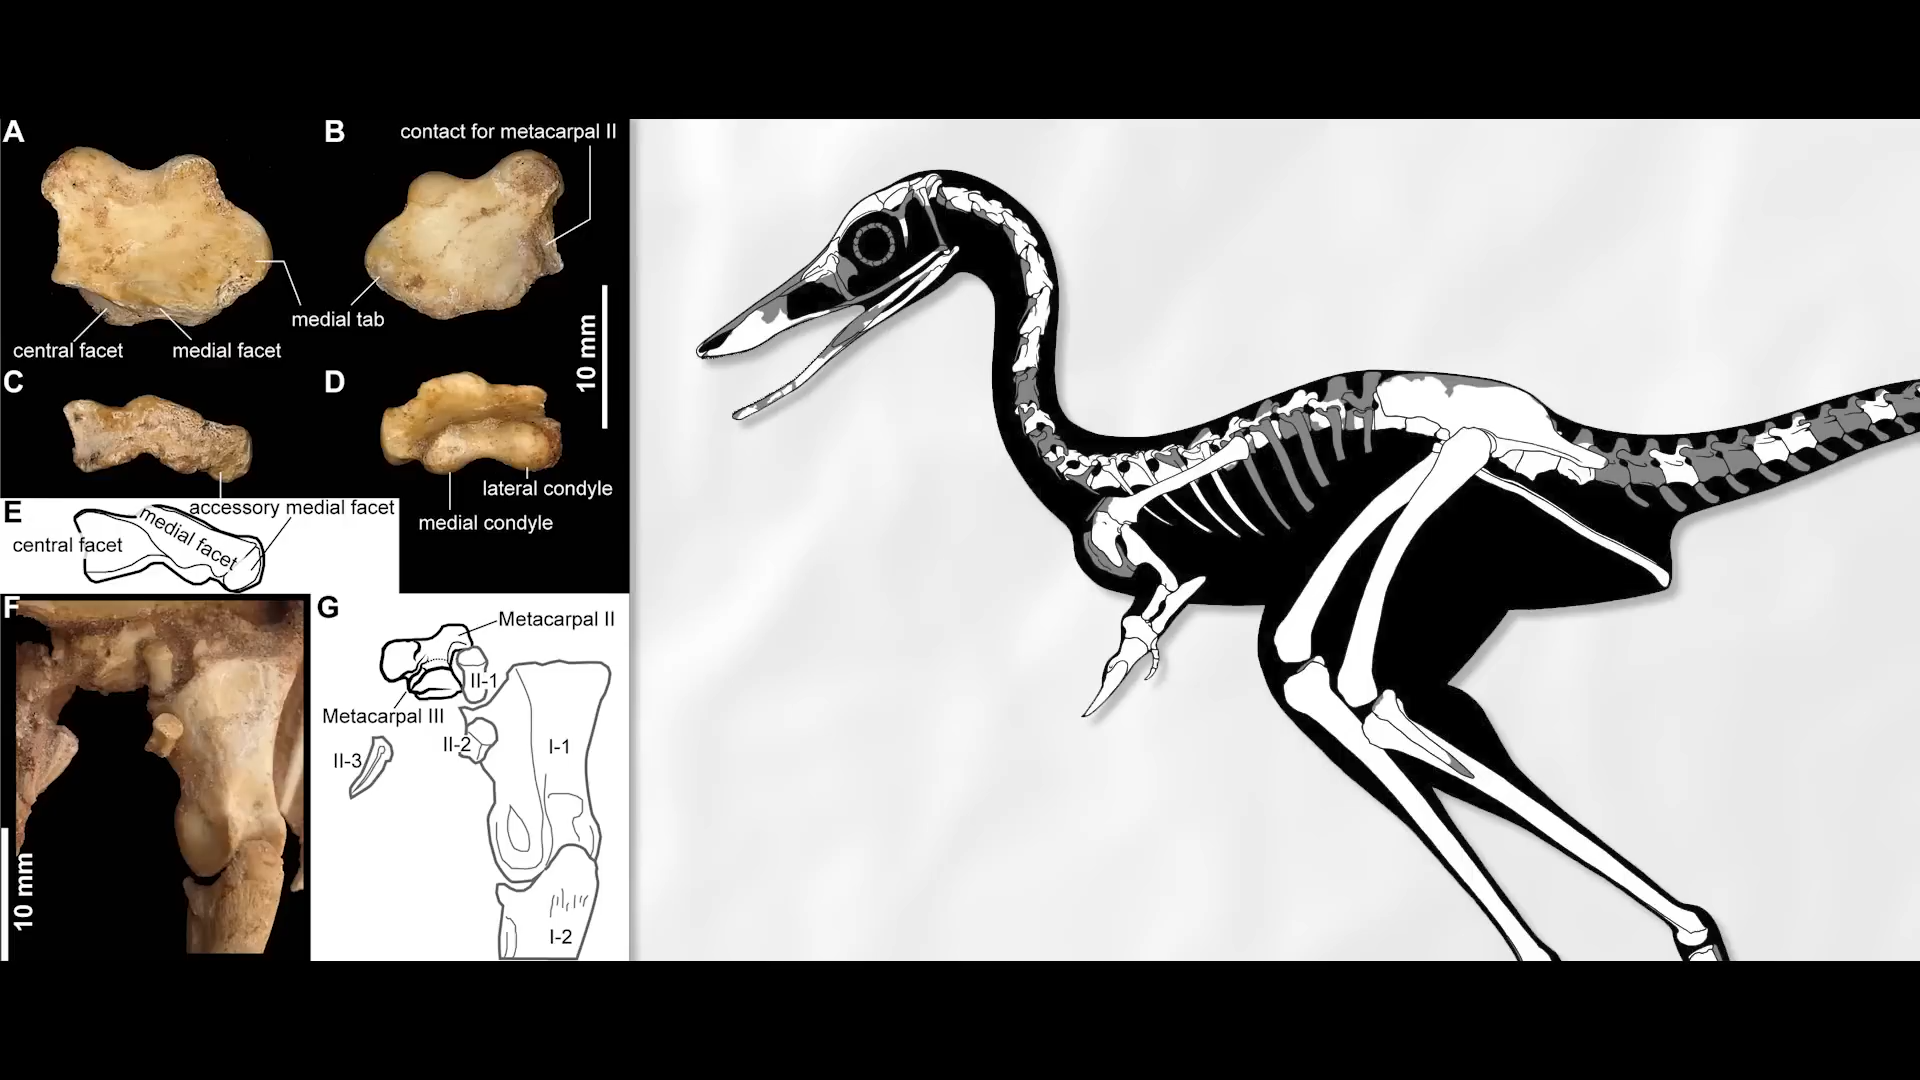 A
B
contact for metacarpal II
medial tab
central facet
medial facet
10 mm
C
D
lateral condyle
medial condyle
accessory medial facet
E
central facet
medial facet
F
G
Metacarpal II
II-1
Metacarpal III
II-2
II-3
I-1
10 mm
I-2